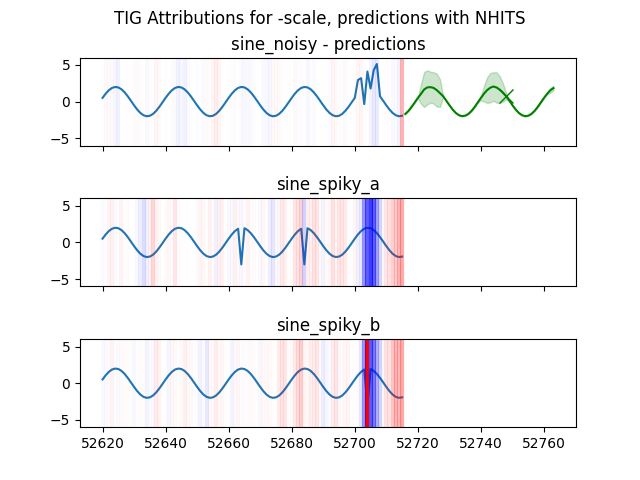 TIG Attributions for -scale, predictions with NHITS
sine_noisy - predictions
5
0
−5
sine_spiky_a
5
0
−5
sine_spiky_b
5
0
−5
52620 52640 52660 52680 52700 52720 52740 52760